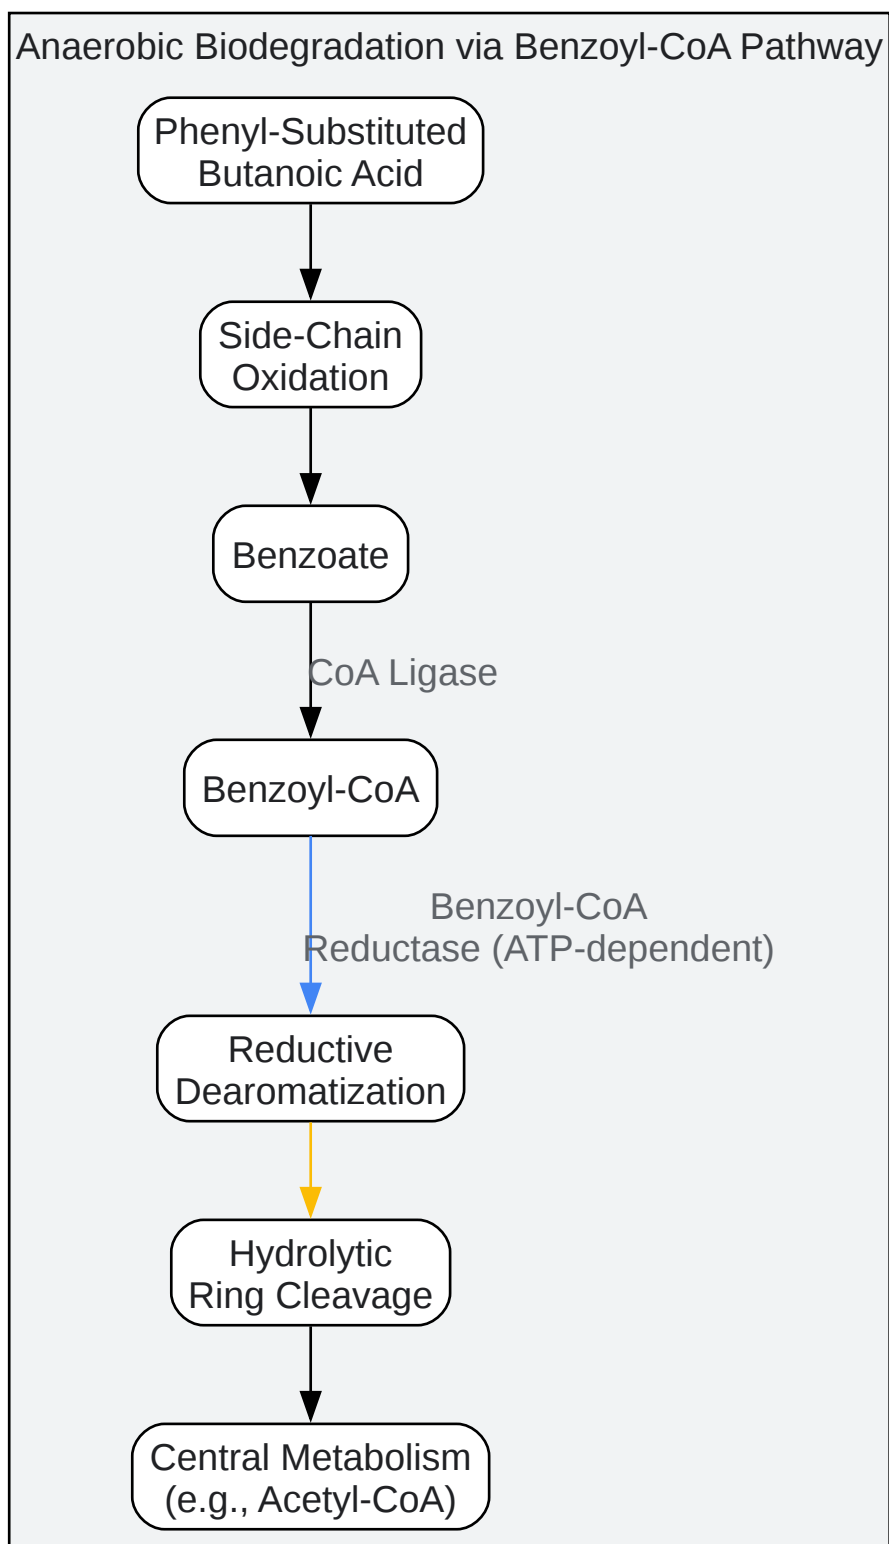 Anaerobic Biodegradation via Benzoyl-CoA Pathway
Phenyl-Substituted
Butanoic Acid
Side-Chain
Oxidation
Benzoate
CoA Ligase
Benzoyl-CoA
Benzoyl-CoA
Reductase (ATP-dependent)
Reductive
Dearomatization
Hydrolytic
Ring Cleavage
Central Metabolism
(e.g., Acetyl-CoA)